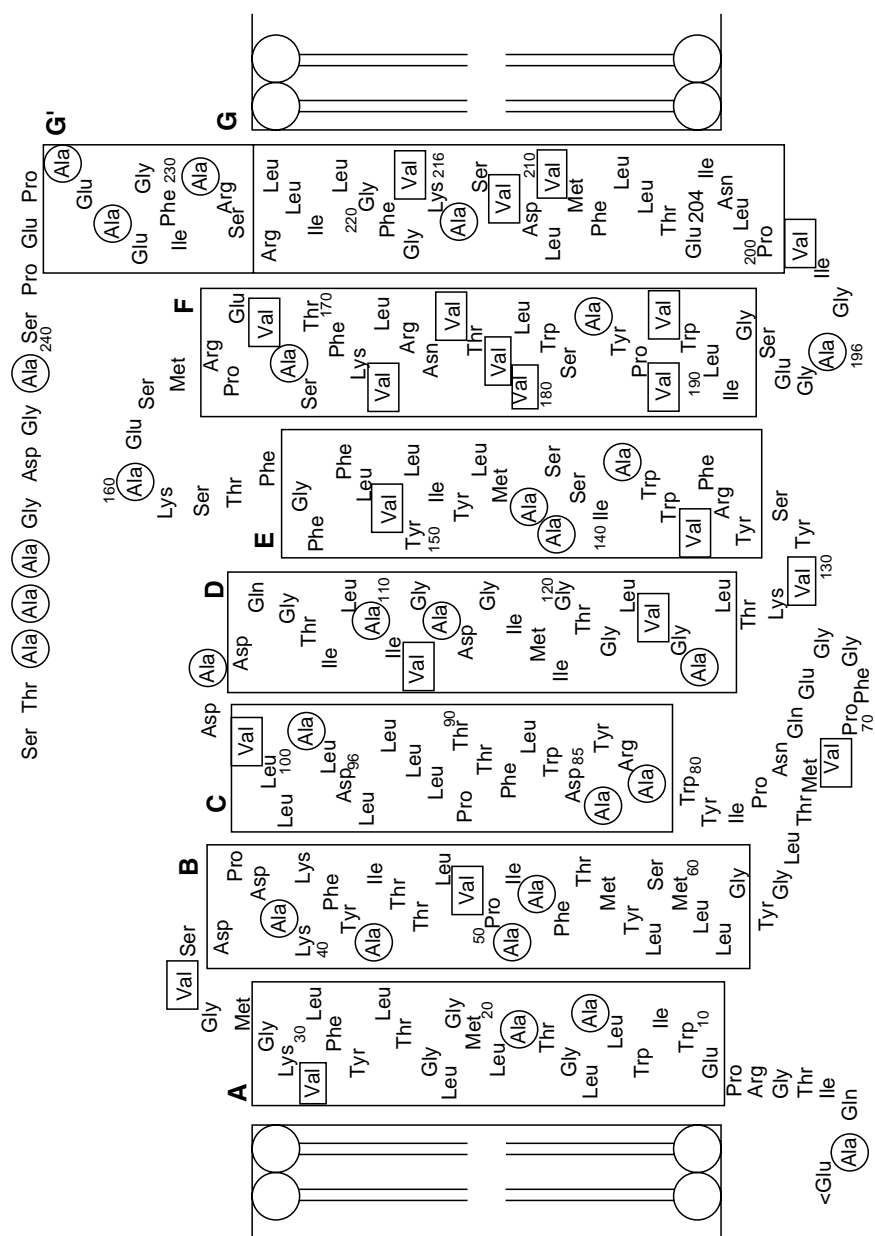 G'
G
F
E
D
C
B
A
<Glu
Ala
Gln
Ile
Thr
Gly
Arg
Pro
Glu
Trp 10
Ile
Trp
Leu
Ala
Leu
Gly
Thr
Ala
Leu
Met 20
Gly
Leu
Gly
Thr
Leu
Tyr
Phe
Leu
Val
Lys 30
Gly
Met
Gly
Val
Ser
Asp
Pro
Asp
Ala
Lys 40
Lys
Phe
Tyr
Ala
Ile
Thr
Thr
Leu
Val
Pro 50
Ala
Ile
Ala
Phe
Thr
Met
Tyr
Leu
Ser
Met 60
Leu
Leu
Gly
Tyr
Gly
Leu
Thr
Met
Val
Pro 70
Phe
Gly
Gly
Glu
Gln
Asn
Pro
Ile
Tyr
Trp 80
Ala
Arg
Tyr
Ala
Asp 85
Trp
Leu
Phe
Thr
Thr 90
Pro
Leu
Leu
Leu
Leu
Asp 96
Leu
Ala
Leu
Leu 100
Val
Asp
Ala
Asp
Gln
Gly
Thr
Ile
Leu
Ala 110
Ile
Val
Gly
Ala
Asp
Gly
Ile
Met
Ile
Gly 120
Thr
Gly
Leu
Val
Gly
Ala
Leu
Thr
Lys
Val 130
Tyr
Ser
Tyr
Arg
Phe
Val
Trp
Trp
Ala
Ile 140
Ser
Ser
Ala
Ala
Met
Leu
Tyr
Ile
Leu
Tyr 150
Val
Leu
Phe
Phe
Gly
Phe
Thr
Ser
Lys
Ala 160
Glu
Ser
Met
Arg
Pro
Glu
Val
Ala
Ser
Thr 170
Phe
Lys
Val
Leu
Arg
Asn
Val
Thr
Val
Val 180
Leu
Trp
Ser
Ala
Tyr
Pro
Val
Val
Trp
Leu 190
Ile
Gly
Ser
Glu
Gly
Ala 196
Gly
Ile
Val
Pro 200
Leu
Asn
Ile
Glu 204
Thr
Leu
Leu
Phe
Met
Val 210
Leu
Asp
Val
Ser
Ala
Lys 216
Val
Gly
Phe
Gly 220
Leu
Ile
Leu
Leu
Arg
Ser
Arg
Ala
Ile
Phe 230
Gly
Glu
Ala
Glu
Ala
Pro
Glu
Pro
Ser
Ala 240
Gly
Asp
Gly
Ala
Ala
Ala
Thr
Ser